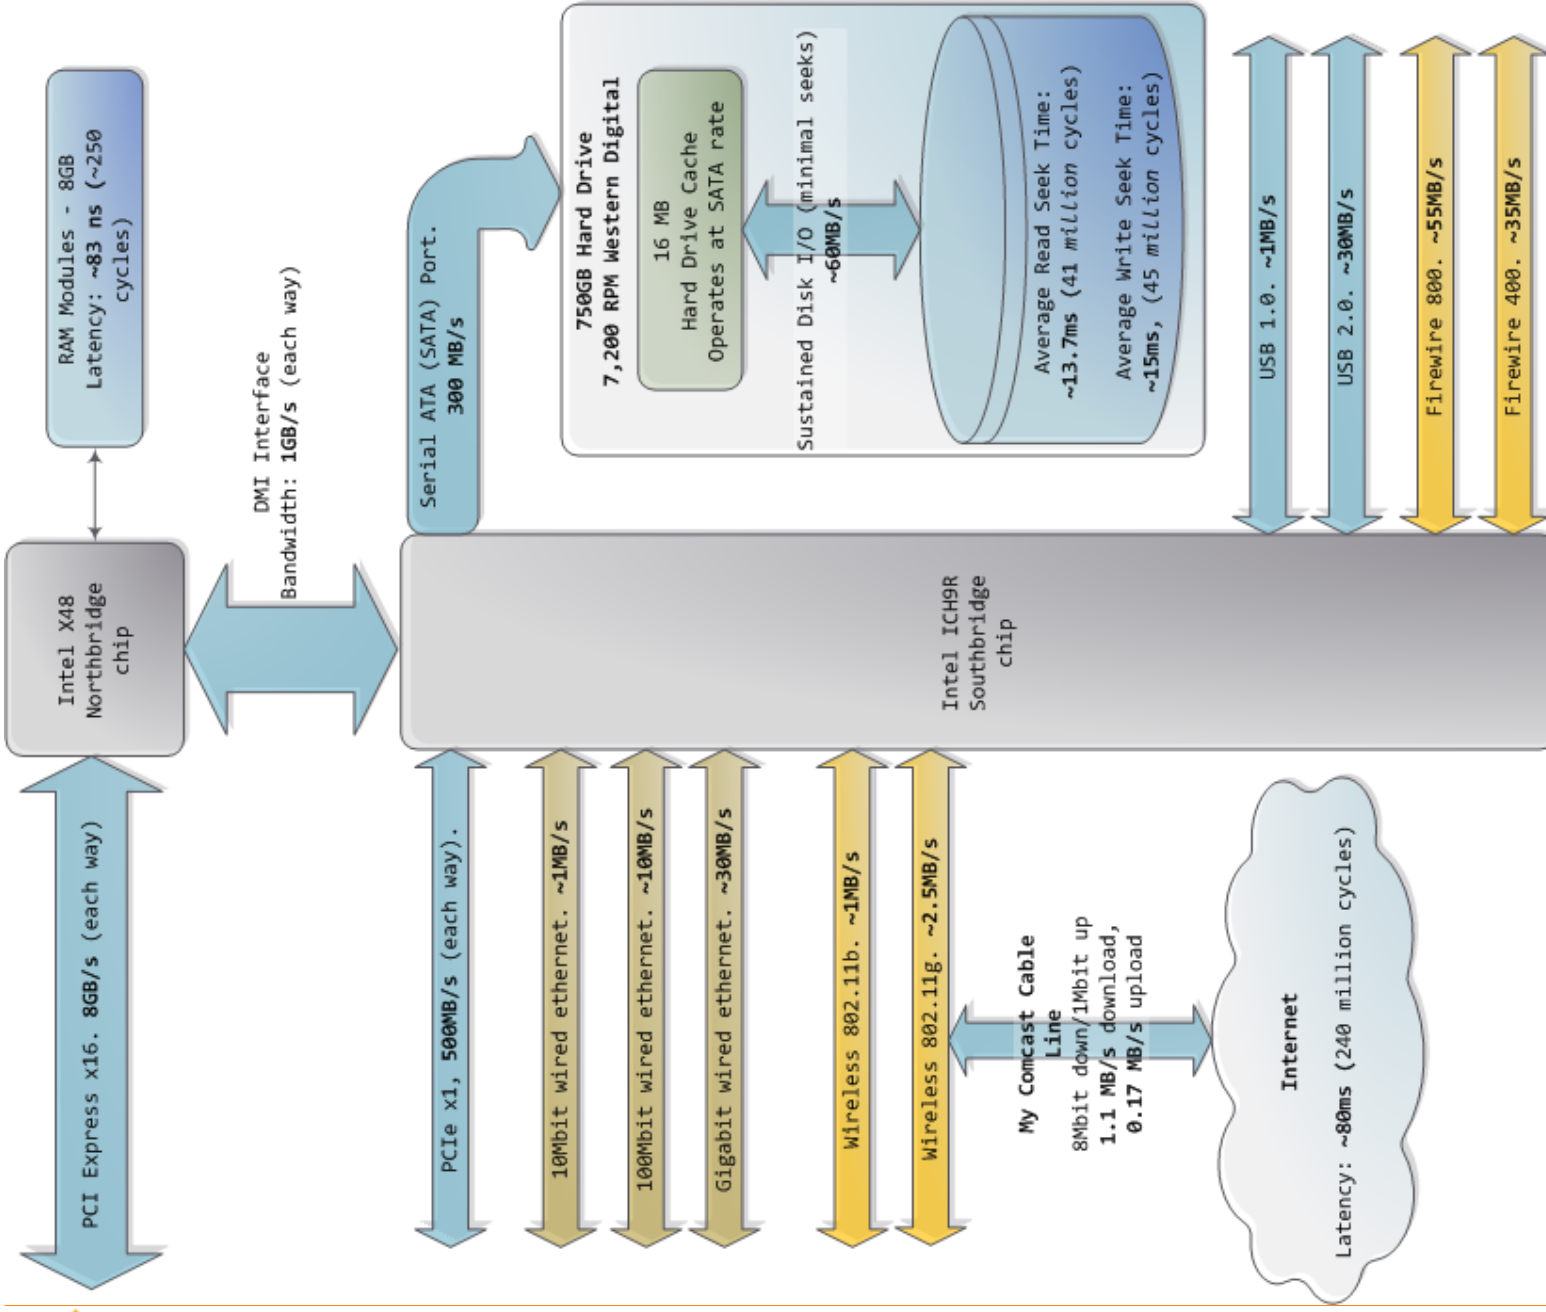 PCI Express x16. 8GB/s (each way)
Intel X48
Northbridge
chip
RAM Modules - 8GB
Latency: ~83 ns (~250
cycles)
DMI Interface
Bandwidth: 1GB/s (each way)
Serial ATA (SATA) Port.
300 MB/s
750GB Hard Drive
7,200 RPM Western Digital
16 MB
Hard Drive Cache
Operates at SATA rate
Sustained Disk I/O (minimal seeks)
~60MB/s
Average Read Seek Time:
~13.7ms (41 million cycles)
Average Write Seek Time:
~15ms, (45 million cycles)
Intel ICH9R
Southbridge
chip
PCIe x1, 500MB/s (each way).
10Mbit wired ethernet. ~1MB/s
100Mbit wired ethernet. ~10MB/s
Gigabit wired ethernet. ~30MB/s
Wireless 802.11b. ~1MB/s
Wireless 802.11g. ~2.5MB/s
My Comcast Cable
Line
8Mbit down/1Mbit up
1.1 MB/s download,
0.17 MB/s upload
Internet
Latency: ~80ms (240 million cycles)
USB 1.0. ~1MB/s
USB 2.0. ~30MB/s
Firewire 800. ~55MB/s
Firewire 400. ~35MB/s